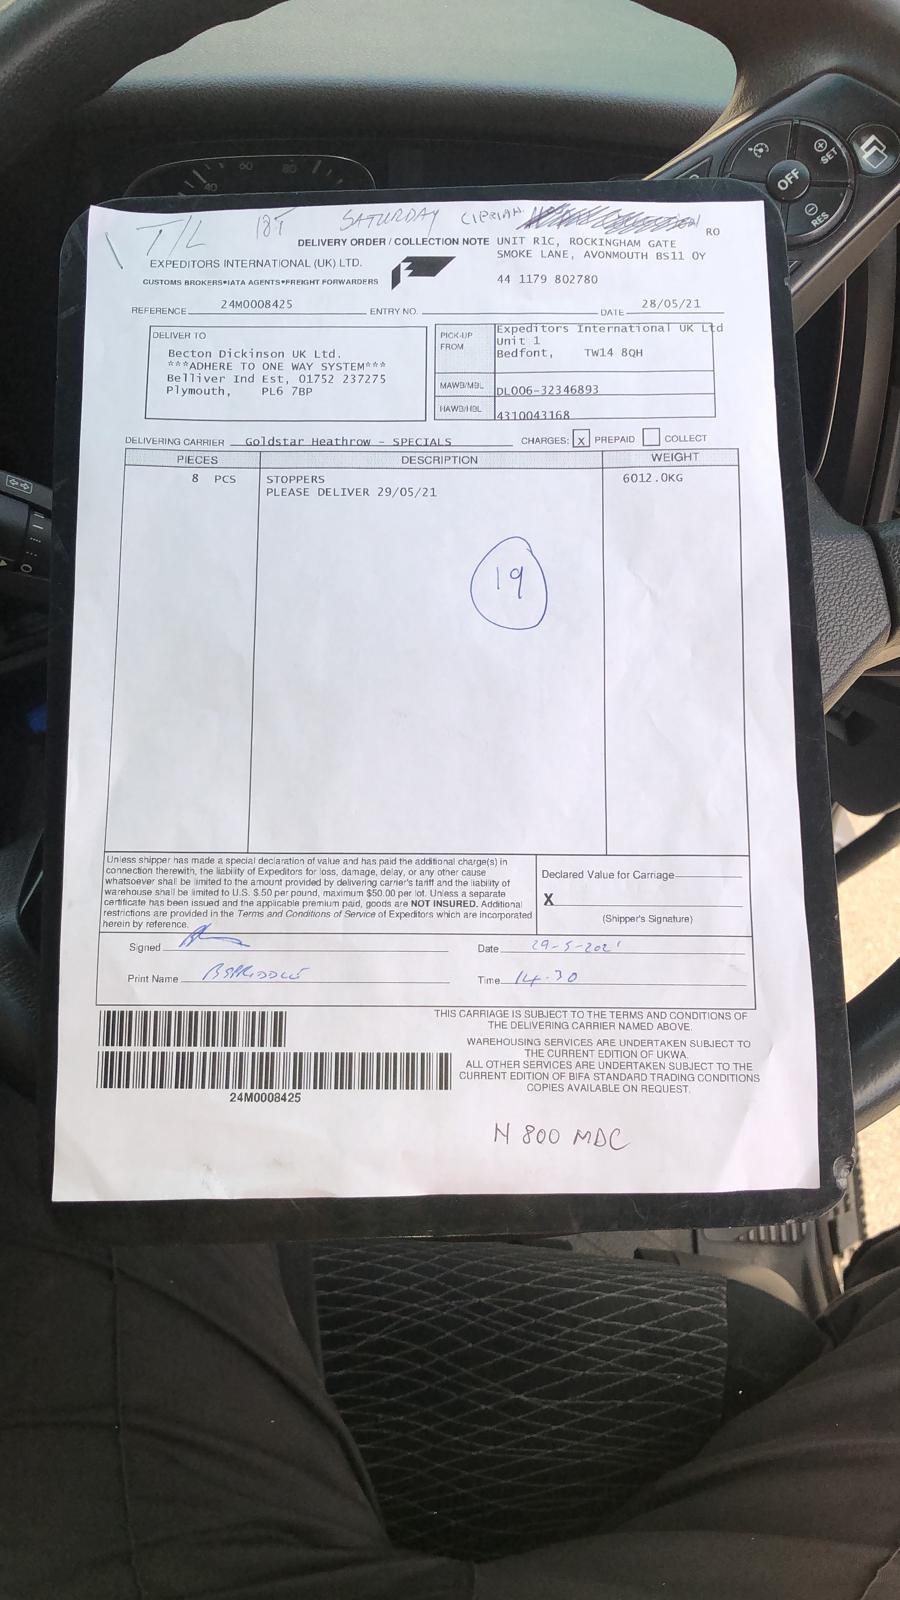 60
80
40
OFF
SET
RES
T/L 18T SATURDAY CIPRIAN
RO
DELIVERY ORDER / COLLECTION NOTE UNIT R1C, ROCKINGHAM GATE
SMOKE LANE, AVONMOUTH BS11 0Y
EXPEDITORS INTERNATIONAL (UK) LTD.
CUSTOMS BROKERS•IATA AGENTS•FREIGHT FORWARDERS
44 1179 802780
REFERENCE 24M0008425 ENTRY NO. DATE 28/05/21
DELIVER TO
Becton Dickinson UK Ltd.
***ADHERE TO ONE WAY SYSTEM***
Belliver Ind Est, 01752 237275
Plymouth, PL6 7BP
PICK-UP FROM
Expeditors International UK Ltd
Unit 1
Bedfont, TW14 8QH
MAWB/MBL DL006-32346893
HAWB/HBL 4310043168
DELIVERING CARRIER Goldstar Heathrow - SPECIALS CHARGES: x PREPAID COLLECT
PIECES DESCRIPTION WEIGHT
8 PCS STOPPERS 6012.0KG
PLEASE DELIVER 29/05/21
19
Unless shipper has made a special declaration of value and has paid the additional charge(s) in
connection therewith, the liability of Expeditors for loss, damage, delay, or any other cause
whatsoever shall be limited to the amount provided by delivering carrier's tariff and the liability of
warehouse shall be limited to U.S. $.50 per pound, maximum $50.00 per lot. Unless a separate
certificate has been issued and the applicable premium paid, goods are NOT INSURED. Additional
restrictions are provided in the Terms and Conditions of Service of Expeditors which are incorporated
herein by reference.
Declared Value for Carriage
X
(Shipper's Signature)
Signed
Date 29-5-2021
Print Name B SPRIDDLE
Time 14-30
THIS CARRIAGE IS SUBJECT TO THE TERMS AND CONDITIONS OF
THE DELIVERING CARRIER NAMED ABOVE.
WAREHOUSING SERVICES ARE UNDERTAKEN SUBJECT TO
THE CURRENT EDITION OF UKWA.
ALL OTHER SERVICES ARE UNDERTAKEN SUBJECT TO THE
CURRENT EDITION OF BIFA STANDARD TRADING CONDITIONS
COPIES AVAILABLE ON REQUEST.
24M0008425
N 800 MDC